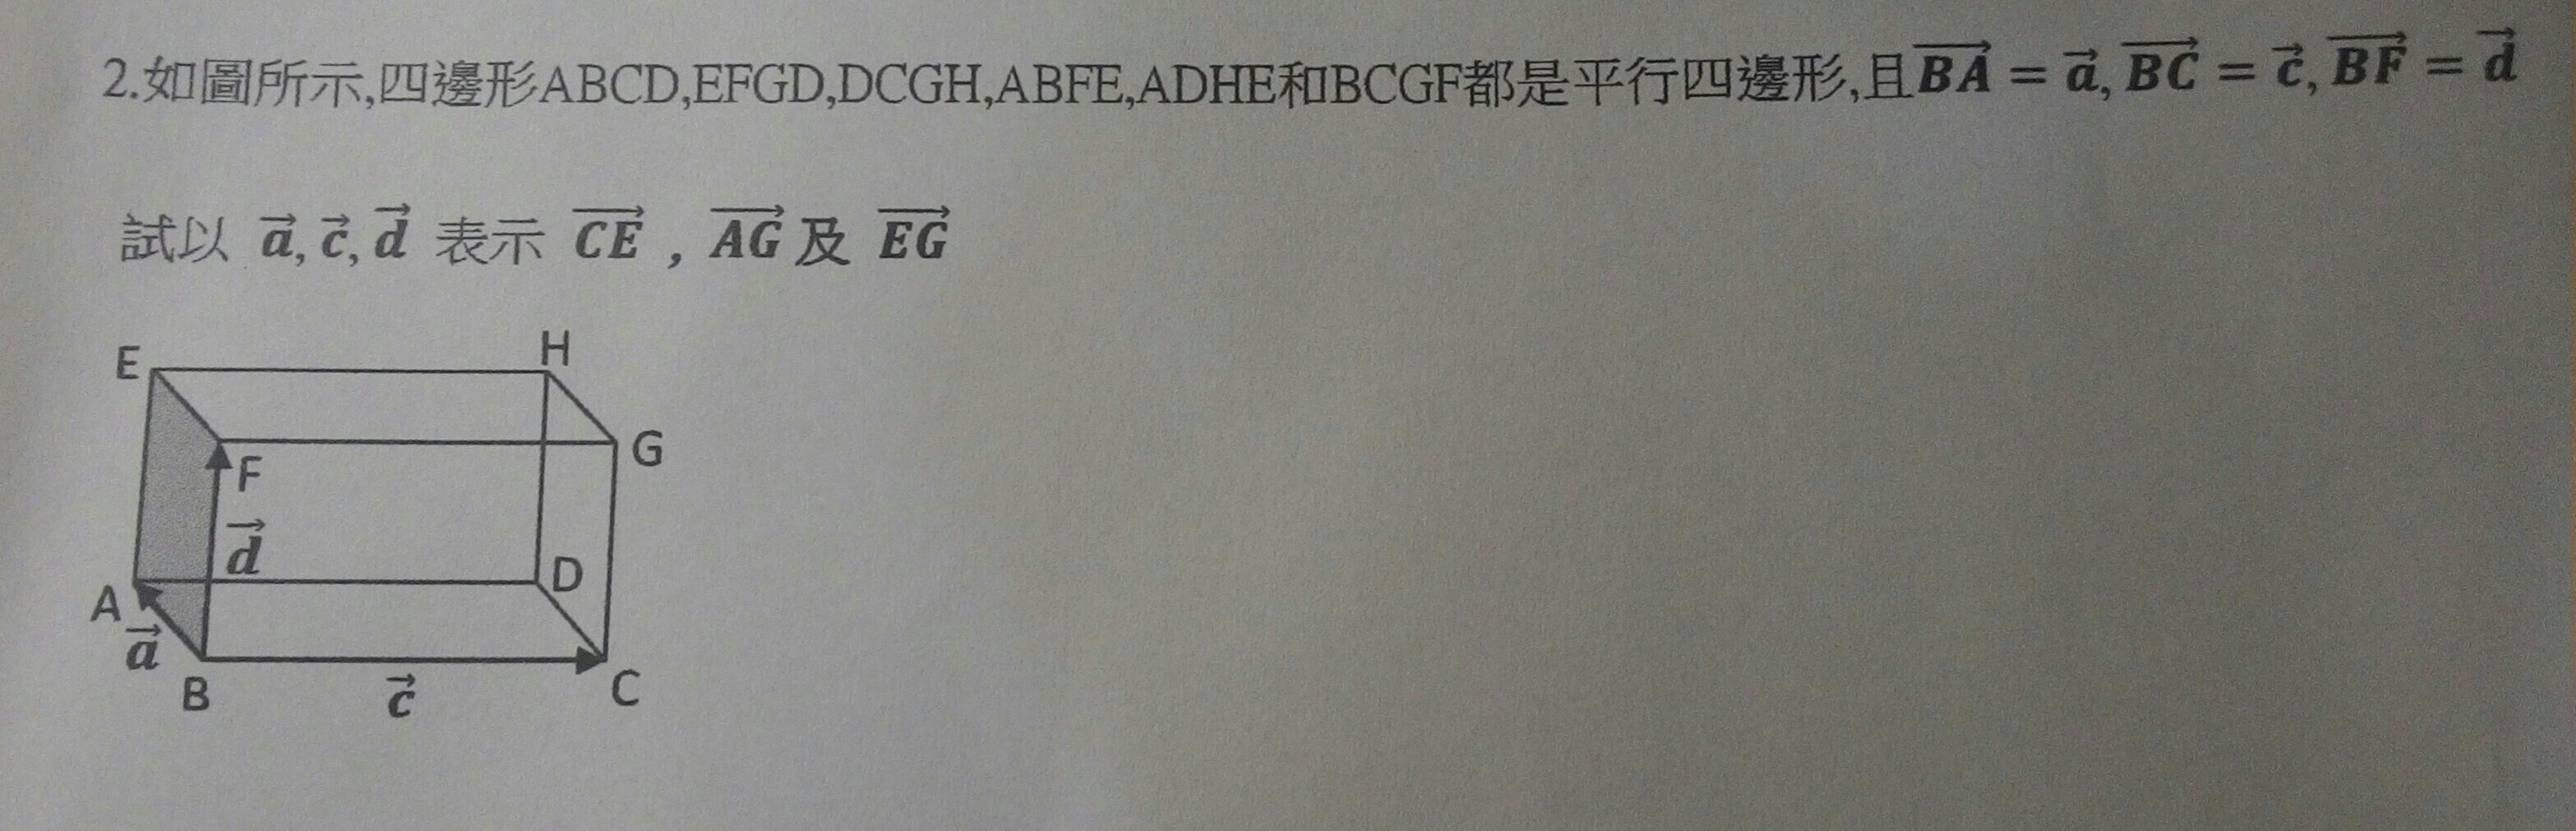 2.如圖所示,四邊形ABCD,EFGD,DCGH,ABFE,ADHE和BCGF都是平行四邊形,且$\overrightarrow{BA} = \vec{a}, \overrightarrow{BC} = \vec{c}, \overrightarrow{BF} = \vec{d}$
試以 $\vec{a}, \vec{c}, \vec{d}$ 表示 $\overrightarrow{CE}$ , $\overrightarrow{AG}$ 及 $\overrightarrow{EG}$
E
H
F
G
$\vec{d}$
A
D
$\vec{a}$
B
$\vec{c}$
C